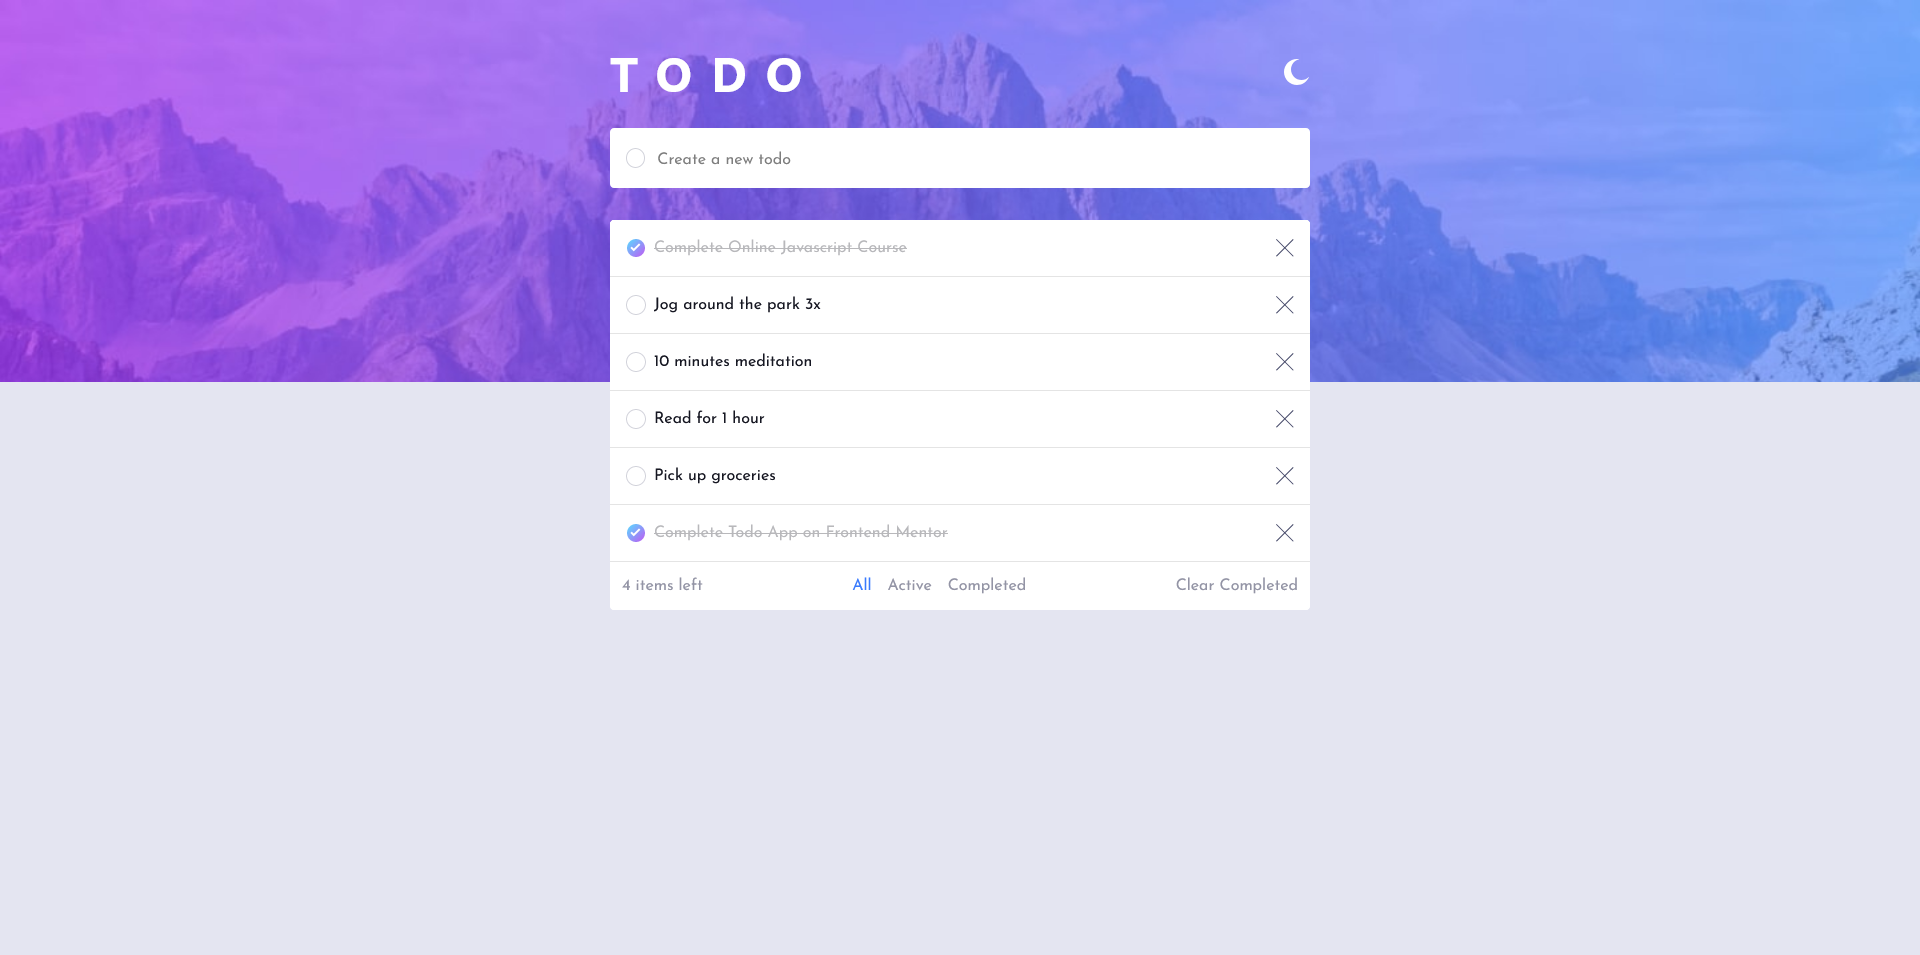 TODO
Create a new todo
Complete Online Javascript Course
Jog around the park 3x
10 minutes meditation
Read for 1 hour
Pick up groceries
Complete Todo App on Frontend Mentor
4 items left All Active Completed Clear Completed